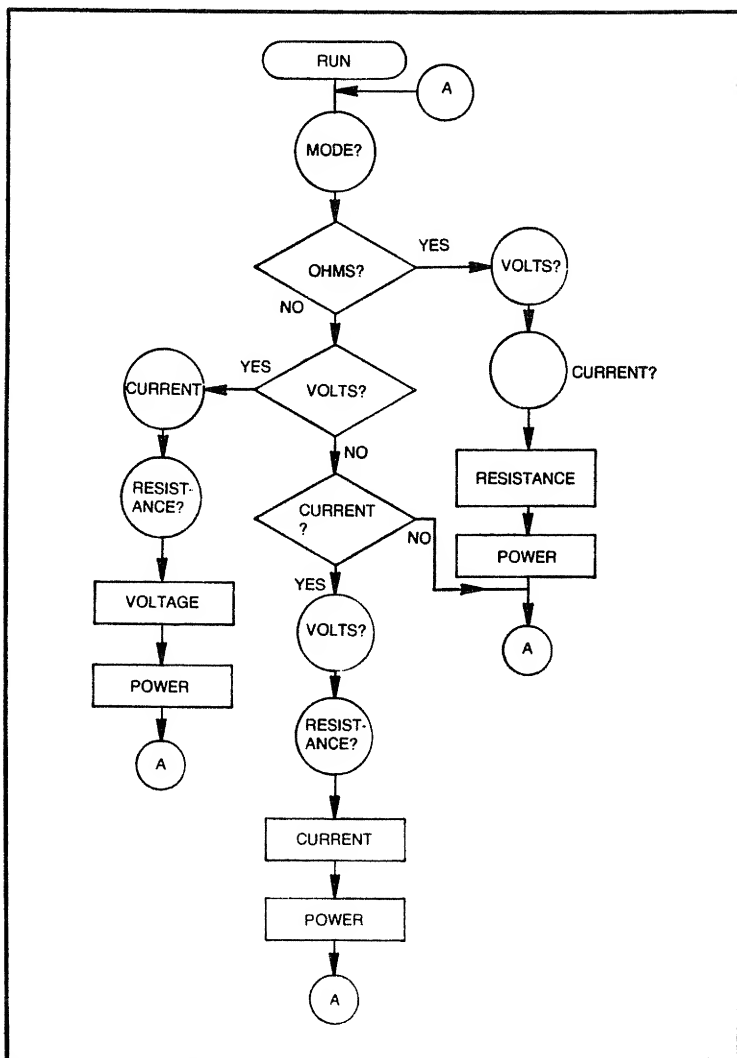 RUN
A
MODE?
OHMS?
YES
VOLTS?
NO
CURRENT?
YES
CURRENT
VOLTS?
NO
RESIST-
ANCE?
CURRENT
?
NO
RESISTANCE
POWER
YES
VOLTAGE
VOLTS?
A
POWER
RESIST-
ANCE?
A
CURRENT
POWER
A